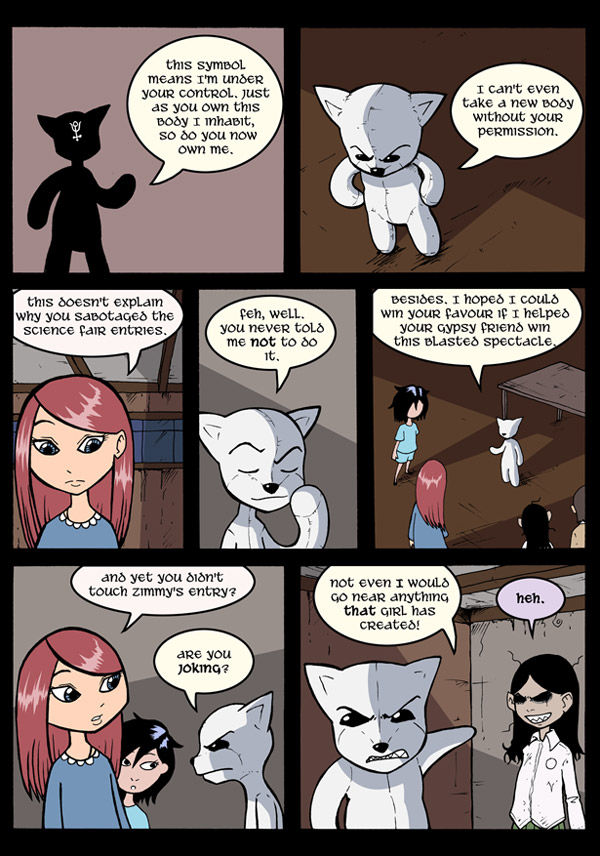 this symbol
means i'm under
your control. just
as you own this
body i inhabit,
so do you now
own me.
i can't even
take a new body
without your
permission.
this doesn't explain
why you sabotaged the
science fair entries.
feh, well.
you never told
me not to do
it.
besides. i hoped i could
win your favour if i helped
your gypsy friend win
this blasted spectacle.
and yet you didn't
touch zimmy's entry?
are you
joking?
not even i would
go near anything
that girl has
created!
heh.